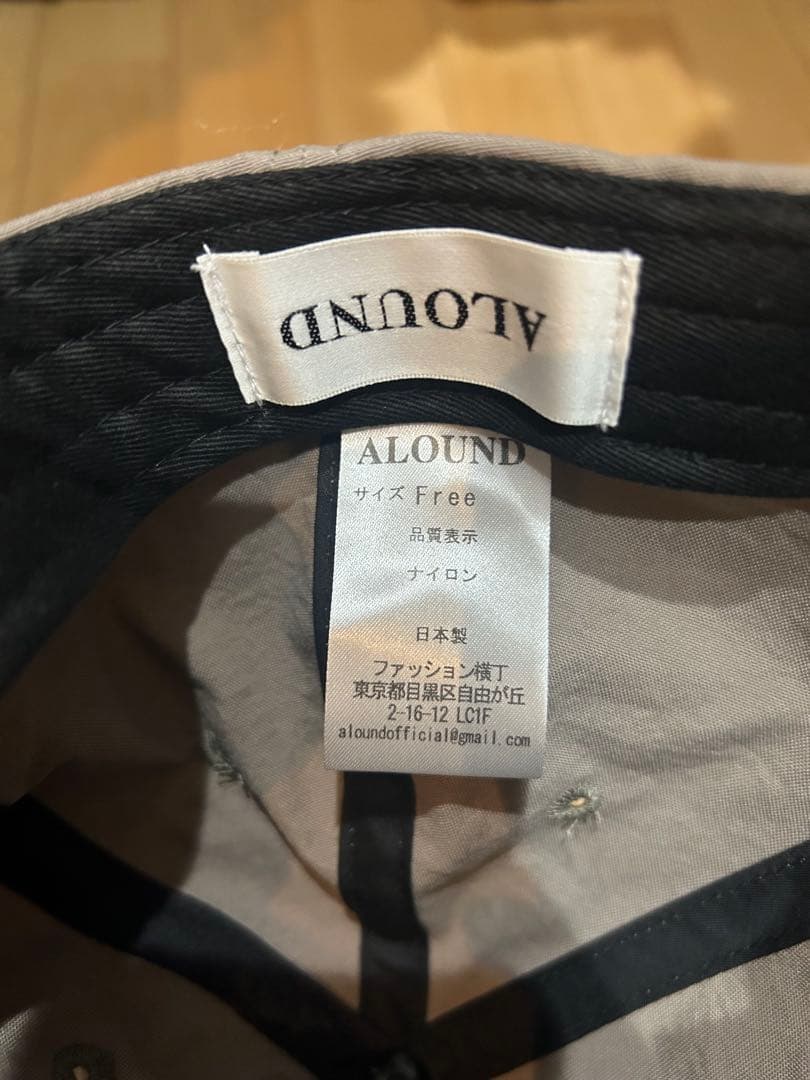 ALOUND
ALOUND
サイズ Free
品質表示
ナイロン
日本製
ファッション横丁
東京都目黒区自由が丘
2-16-12 LC1F
aloundofficial@gmail.com